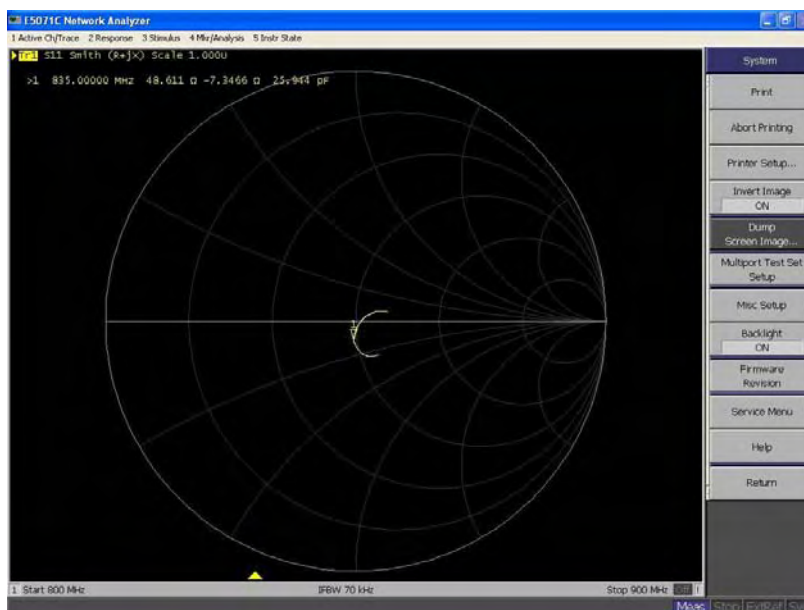 E5071C Network Analyzer
1 Active Ch/Trace 2 Response 3 Stimulus 4 Mkr/Analysis 5 Instr State
Tr1 S11 Smith (R+jX) Scale 1.000U
>1 835.00000 MHz 48.611 Ω -7.3466 Ω 25.944 pF
1
System
Print
Abort Printing
Printer Setup...
Invert Image
ON
Dump
Screen Image...
Multiport Test Set
Setup
Misc Setup
Backlight
ON
Firmware
Revision
Service Menu
Help
Return
1 Start 800 MHz IFBW 70 kHz Stop 900 MHz Off !
Meas Stop ExtRef